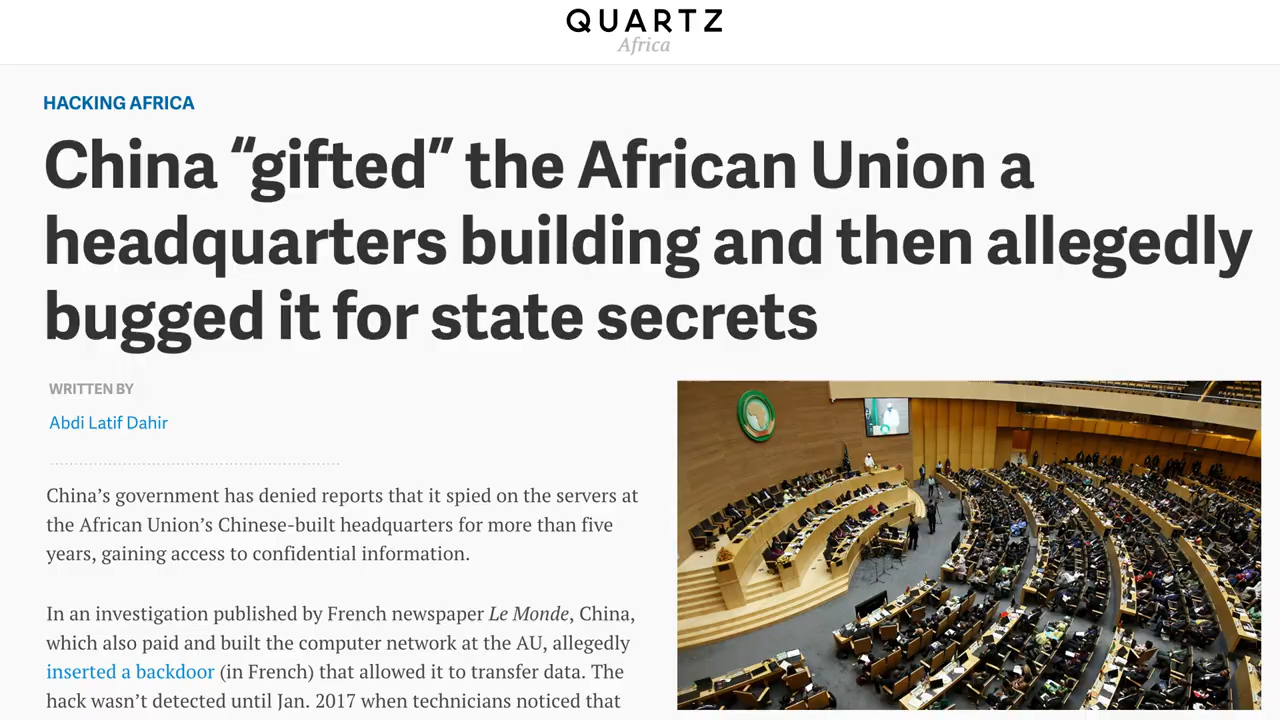 QUARTZ
Africa
HACKING AFRICA
China “gifted” the African Union a
headquarters building and then allegedly
bugged it for state secrets
WRITTEN BY
Abdi Latif Dahir
China’s government has denied reports that it spied on the servers at
the African Union’s Chinese-built headquarters for more than five
years, gaining access to confidential information.
In an investigation published by French newspaper Le Monde, China,
which also paid and built the computer network at the AU, allegedly
inserted a backdoor (in French) that allowed it to transfer data. The
hack wasn’t detected until Jan. 2017 when technicians noticed that